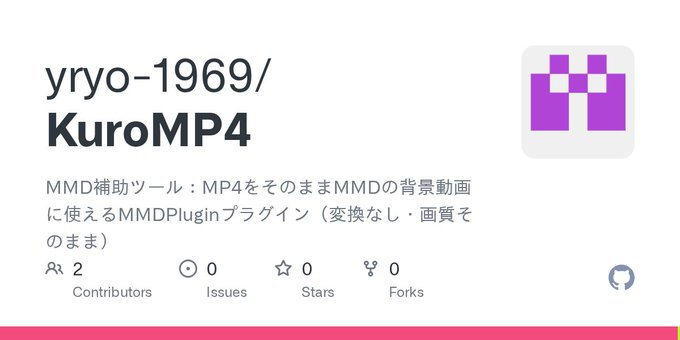 yryo-1969/
KuroMP4
MMD補助ツール：MP4をそのままMMDの背景動画
に使えるMMDPluginプラグイン（変換なし・画質そ
のまま）
2 0 0 0
Contributors Issues Stars Forks